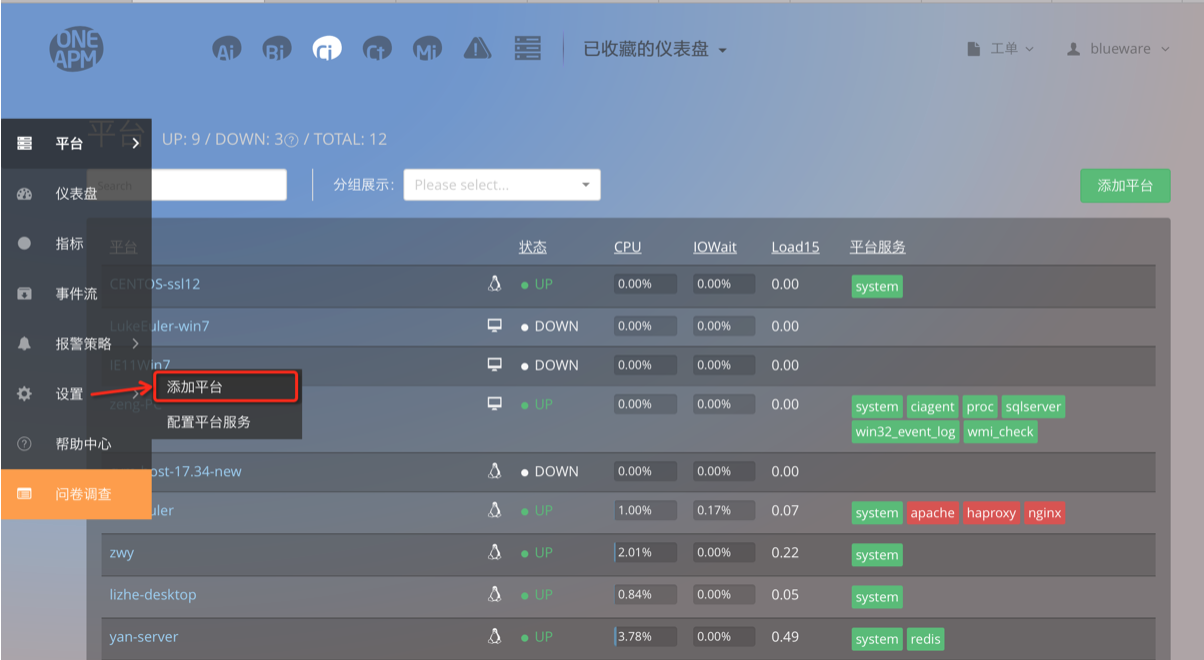 ONE APM
Ai Bi Ci Ct Mi 已收藏的仪表盘 工单 blueware
平台 UP: 9 / DOWN: 3? / TOTAL: 12
平台
Search 分组展示: Please select... 添加平台
仪表盘
指标
平台 状态 CPU IOWait Load15 平台服务
CENTOS-ssl12 UP 0.00% 0.00% 0.00 system
事件流
LukeEuler-win7 DOWN 0.00% 0.00% 0.00
报警策略
IE11Win7 DOWN 0.00% 0.00% 0.00
设置 添加平台
zeng-PC UP 0.00% 0.00% 0.00 system ciagent proc sqlserver
配置平台服务 win32_event_log wmi_check
帮助中心
ost-17.34-new DOWN 0.00% 0.00% 0.00
问卷调查
uler UP 1.00% 0.17% 0.07 system apache haproxy nginx
zwy UP 2.01% 0.00% 0.22 system
lizhe-desktop UP 0.84% 0.00% 0.05 system
yan-server UP 3.78% 0.00% 0.49 system redis